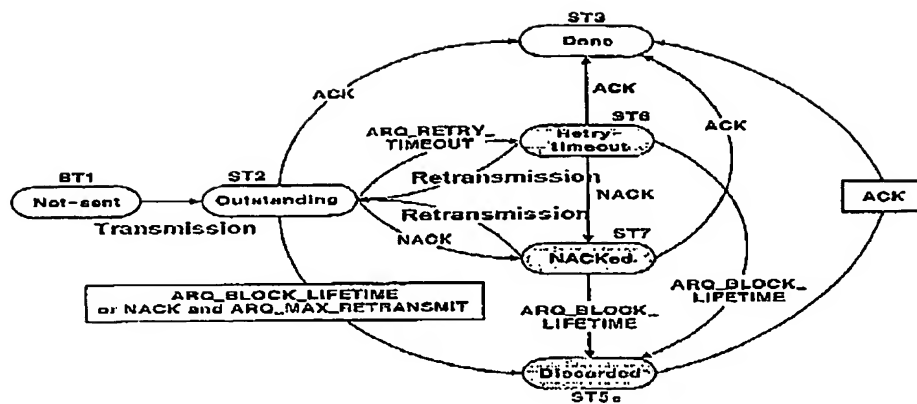 ST3
Done
ACK
ACK
ST6
Retry-
timeout
ARQ_RETRY_
TIMEOUT
ACK
ST1
Not-sent
ST2
Outstanding
Retransmission
NACK
ACK
Retransmission
Transmission
NACK
ST7
NACKed
ARQ_BLOCK_LIFETIME
or NACK and ARQ_MAX_RETRANSMIT
ARQ_BLOCK_
LIFETIME
ARQ_BLOCK_
LIFETIME
Discarded
ST5a